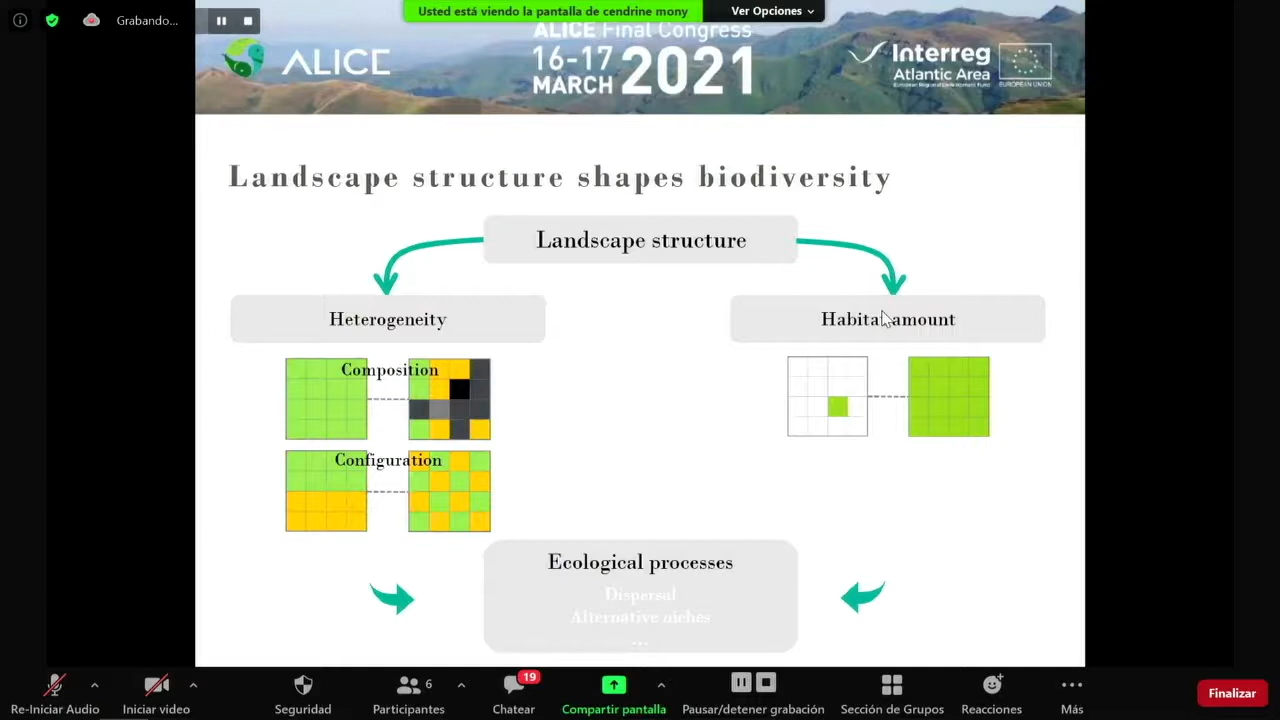 Grabando...
Usted está viendo la pantalla de cendrine mony
Ver Opciones
ALICE
ALICE Final Congress
16-17
MARCH 2021
Interreg
Atlantic Area
EUROPEAN UNION
Landscape structure shapes biodiversity
Landscape structure
Heterogeneity
Habitat amount
Composition
Configuration
Ecological processes
Dispersal
Alternative niches
...
Re-Iniciar Audio
Iniciar video
Seguridad
6
Participantes
19
Chatear
Compartir pantalla
Pausar/detener grabación
Sección de Grupos
Reacciones
Más
Finalizar